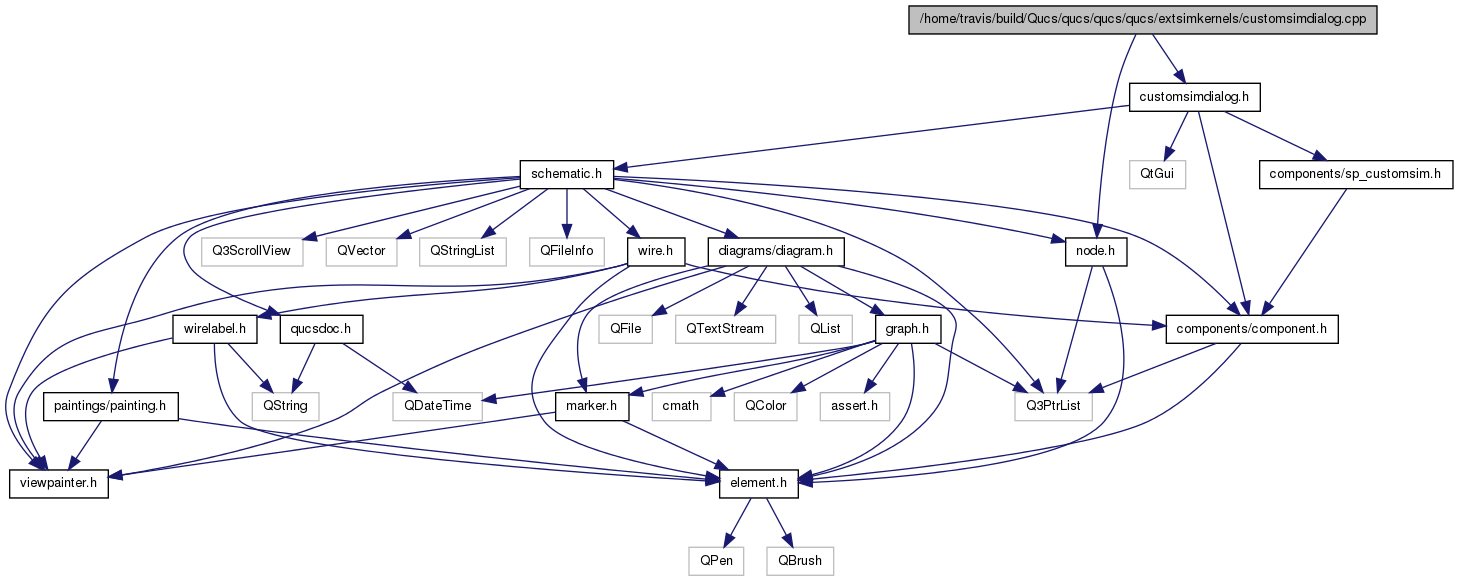 /home/travis/build/Qucs/qucs/qucs/qucs/extsimkernels/customsimdialog.cpp
customsimdialog.h
schematic.h
QtGui
components/sp_customsim.h
Q3ScrollView
QVector
QStringList
QFileInfo
wire.h
diagrams/diagram.h
node.h
wirelabel.h
qucsdoc.h
QFile
QTextStream
QList
graph.h
components/component.h
paintings/painting.h
QString
QDateTime
marker.h
cmath
QColor
assert.h
Q3PtrList
viewpainter.h
element.h
QPen
QBrush